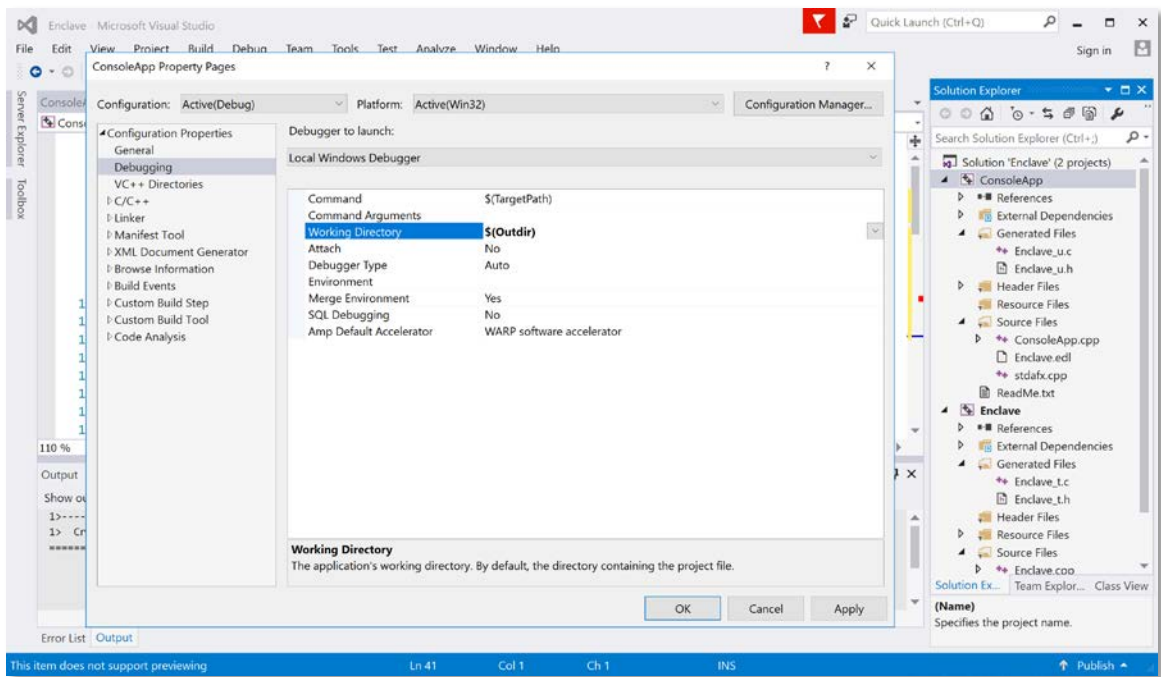 Enclave - Microsoft Visual Studio
Quick Launch (Ctrl+Q)
File Edit View Project Build Debug Team Tools Test Analyze Window Help
Sign in
ConsoleApp Property Pages
? ×
Server Explorer
Toolbox
Configuration: Active(Debug)
Platform: Active(Win32)
Configuration Manager...
Configuration Properties
General
Debugging
VC++ Directories
C/C++
Linker
Manifest Tool
XML Document Generator
Browse Information
Build Events
Custom Build Step
Custom Build Tool
Code Analysis
Debugger to launch:
Local Windows Debugger
Command $(TargetPath)
Command Arguments
Working Directory $(Outdir)
Attach No
Debugger Type Auto
Environment
Merge Environment Yes
SQL Debugging No
Amp Default Accelerator WARP software accelerator
Working Directory
The application's working directory. By default, the directory containing the project file.
OK Cancel Apply
110 %
Output
1>----
1>
Error List Output
Solution Explorer
Search Solution Explorer (Ctrl+;)
Solution 'Enclave' (2 projects)
ConsoleApp
References
External Dependencies
Generated Files
Enclave_u.c
Enclave_u.h
Header Files
Resource Files
Source Files
ConsoleApp.cpp
Enclave.edl
stdafx.cpp
ReadMe.txt
Enclave
References
External Dependencies
Generated Files
Enclave_t.c
Enclave_t.h
Header Files
Resource Files
Source Files
Enclave.cpp
Solution Ex... Team Explor... Class View
(Name)
Specifies the project name.
This item does not support previewing Ln 41 Col 1 Ch 1 INS Publish